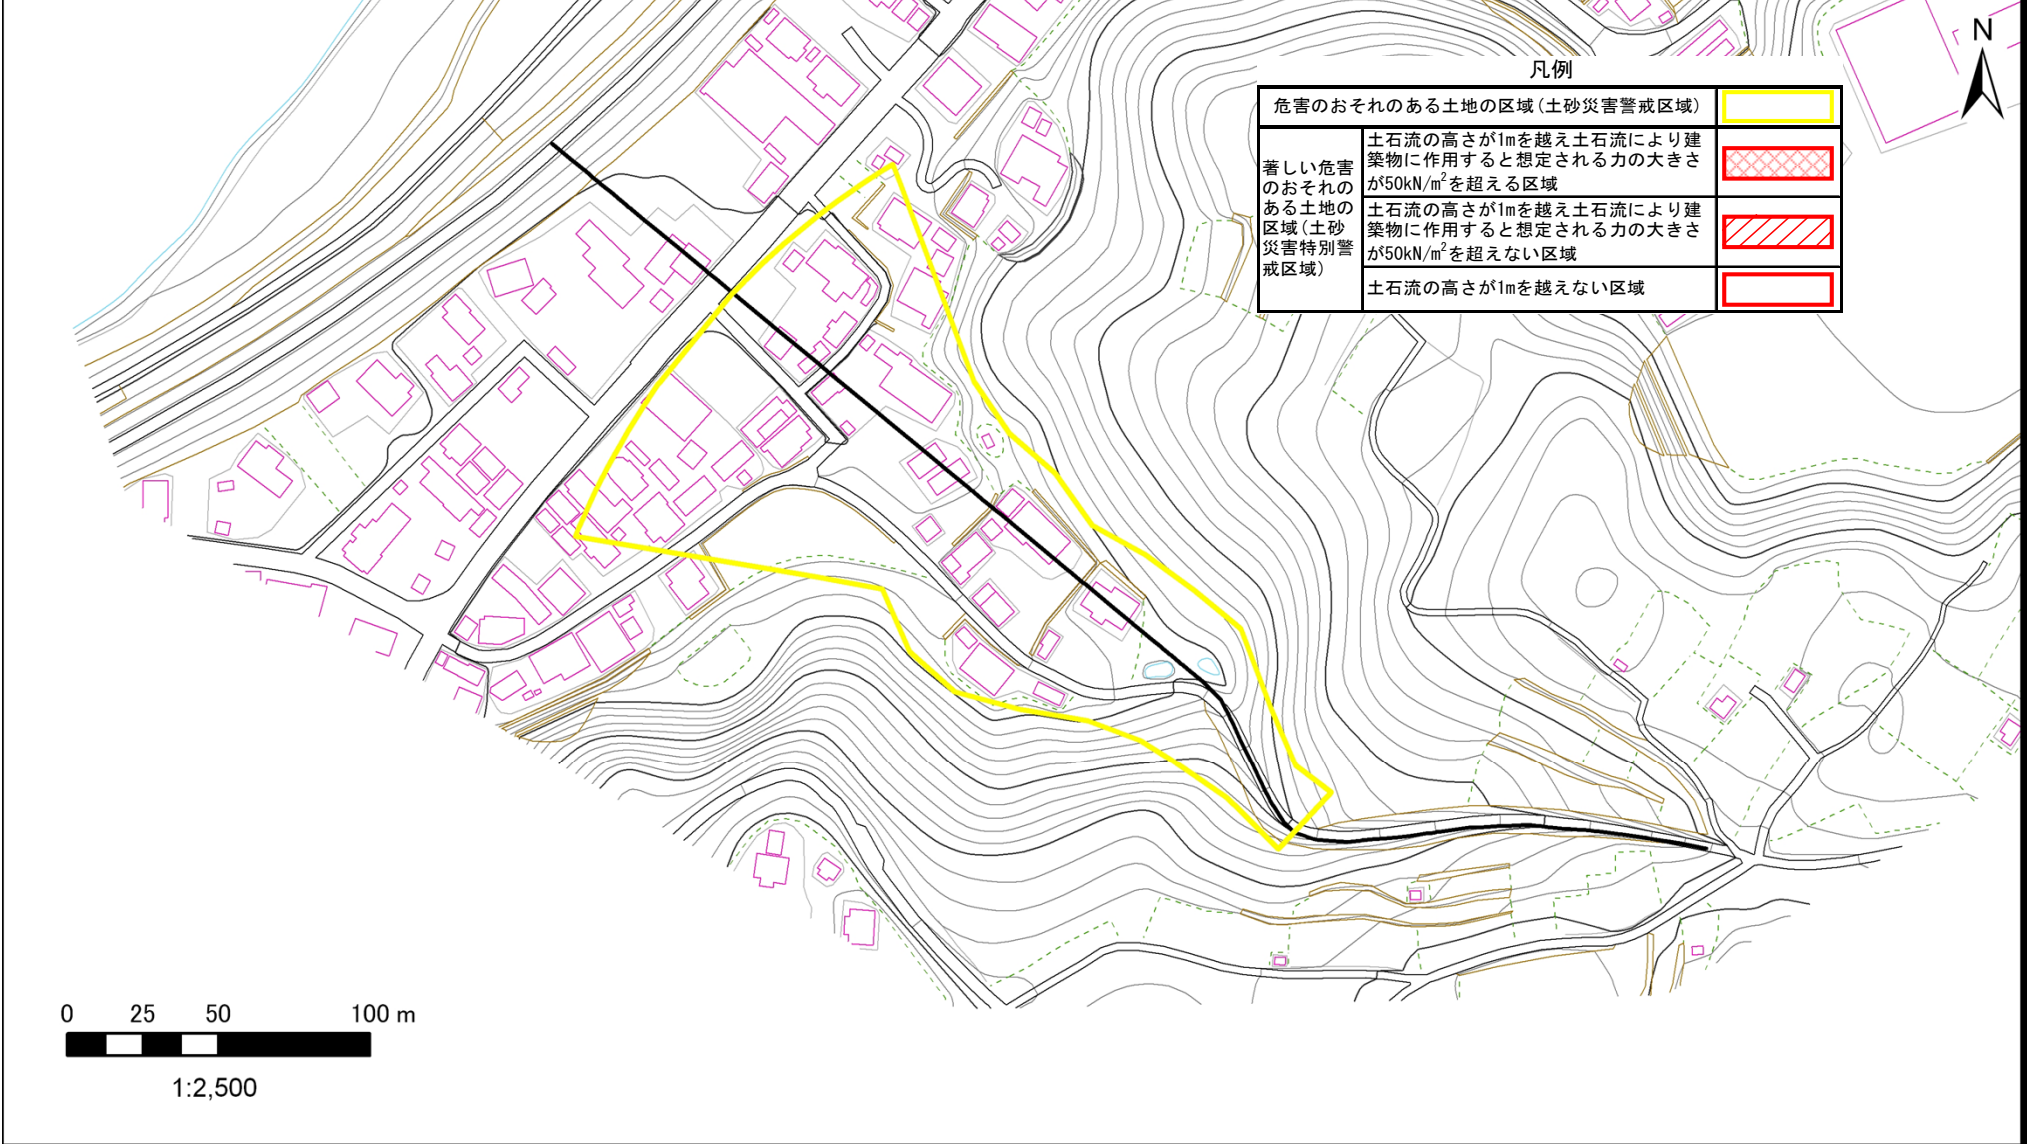 N
凡例
危害のおそれのある土地の区域(土砂災害警戒区域)
著しい危害
のおそれの
ある土地の
区域(土砂
災害特別警
戒区域)
土石流の高さが1mを越え土石流により建
築物に作用すると想定される力の大きさ
が50kN/m²を超える区域
土石流の高さが1mを越え土石流により建
築物に作用すると想定される力の大きさ
が50kN/m²を超えない区域
土石流の高さが1mを越えない区域
0 25 50 100 m
1:2,500